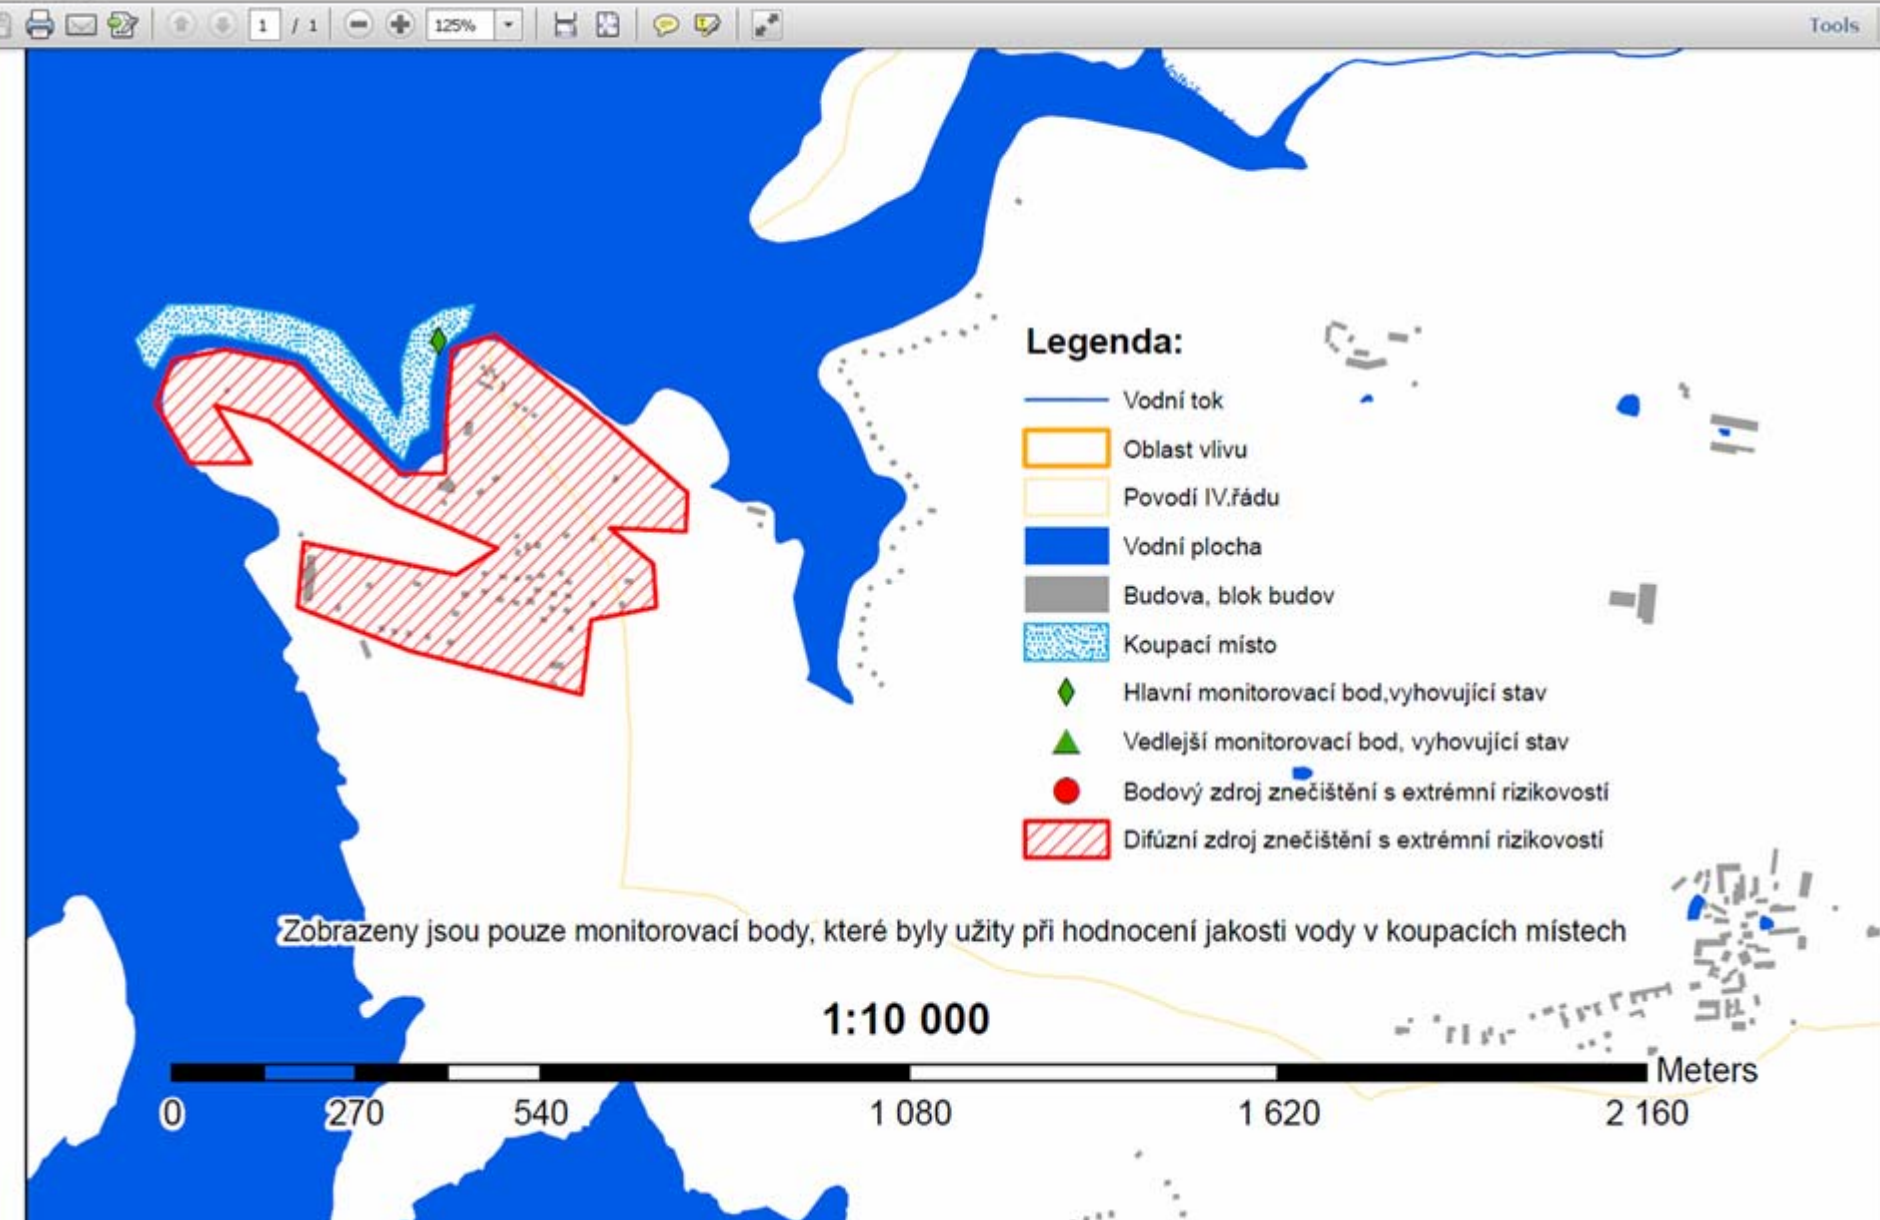 1 / 1
125%
Tools
Legenda:
Vodní tok
Oblast vlivu
Povodí IV.řádu
Vodní plocha
Budova, blok budov
Koupací místo
Hlavní monitorovací bod,vyhovující stav
Vedlejší monitorovací bod, vyhovující stav
Bodový zdroj znečištění s extrémní rizikovostí
Difúzní zdroj znečištění s extrémní rizikovostí
Zobrazeny jsou pouze monitorovací body, které byly užity při hodnocení jakosti vody v koupacích místech
1:10 000
Meters
0 270 540 1 080 1 620 2 160